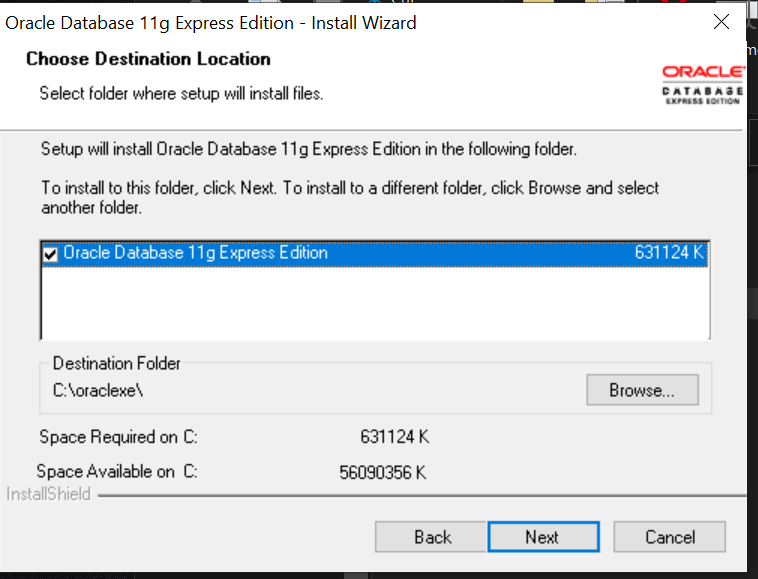 Oracle Database 11g Express Edition - Install Wizard
Choose Destination Location
Select folder where setup will install files.
ORACLE
DATABASE
EXPRESS EDITION
Setup will install Oracle Database 11g Express Edition in the following folder.
To install to this folder, click Next. To install to a different folder, click Browse and select
another folder.
Oracle Database 11g Express Edition 631124 K
Destination Folder
C:\oraclexe\ Browse...
Space Required on C: 631124 K
Space Available on C: 56090356 K
InstallShield
Back Next Cancel